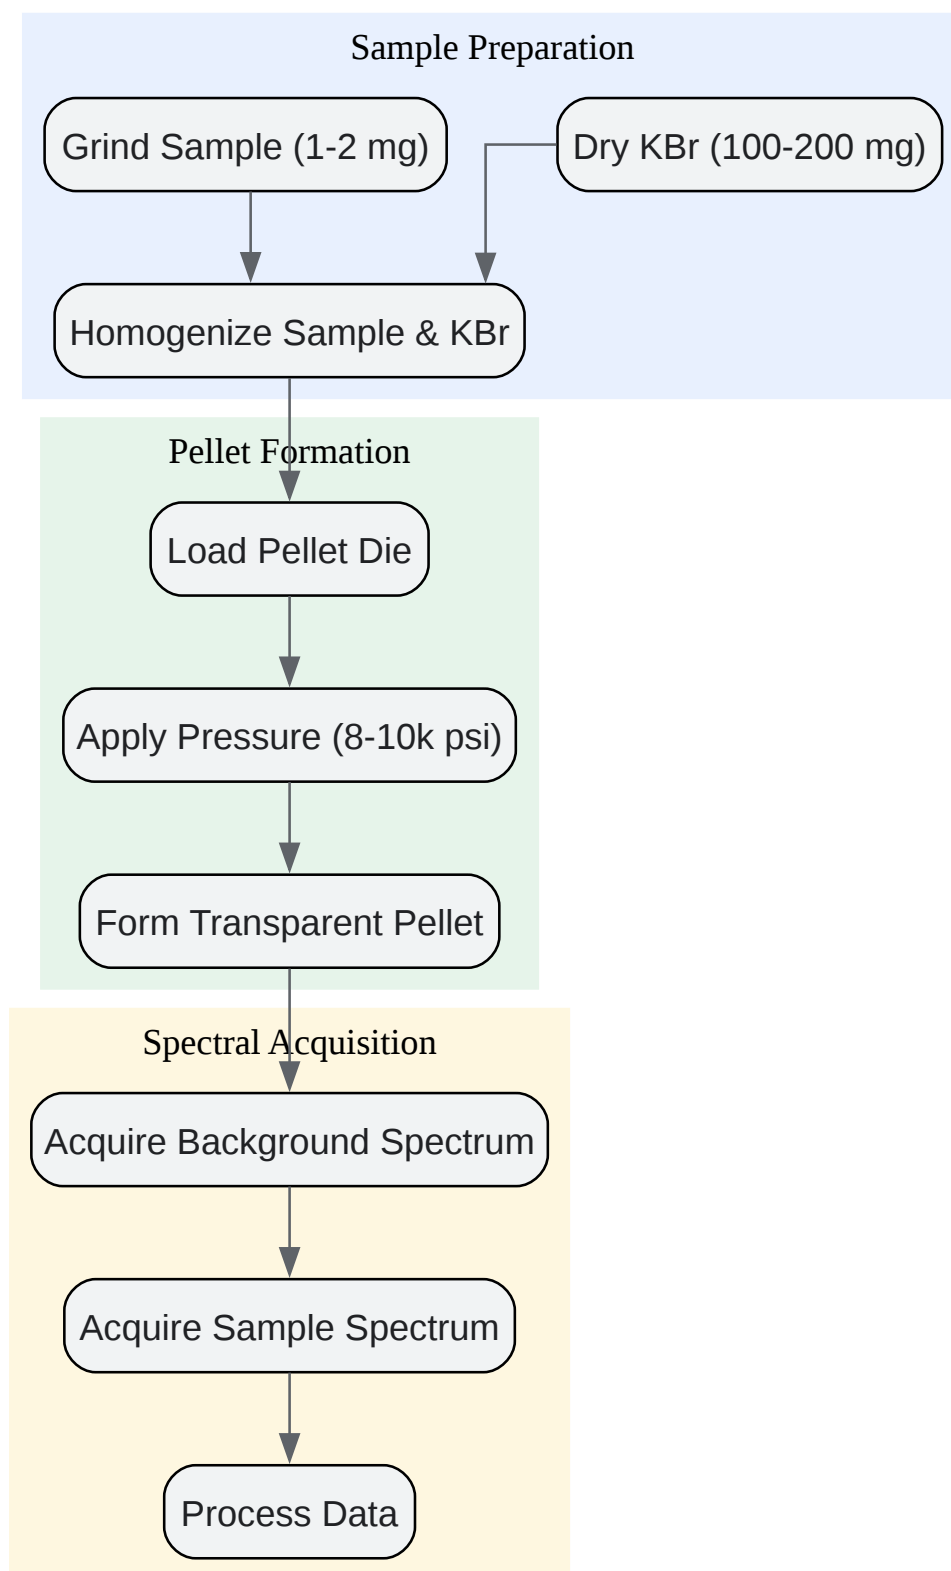 Sample Preparation
Grind Sample (1-2 mg)
Dry KBr (100-200 mg)
Homogenize Sample & KBr
Pellet Formation
Load Pellet Die
Apply Pressure (8-10k psi)
Form Transparent Pellet
Spectral Acquisition
Acquire Background Spectrum
Acquire Sample Spectrum
Process Data